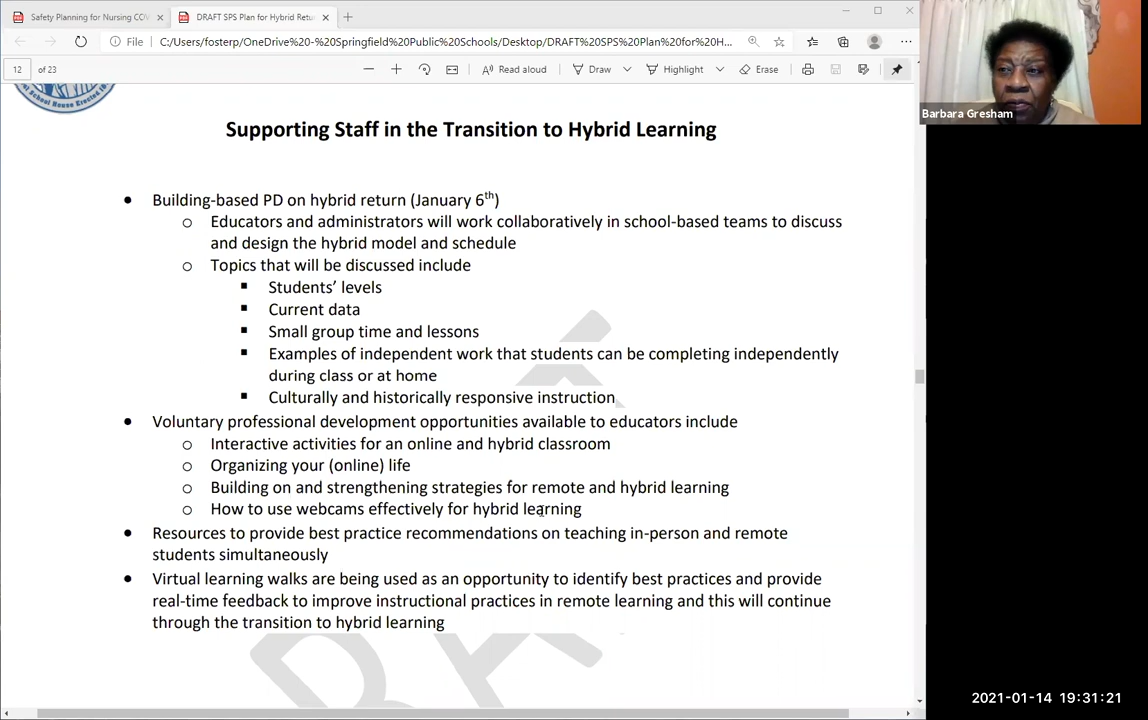 Safety Planning for Nursing CC/
DRAFT SPS Plan for Hybrid Retu
File
C:/Users/fosterp/OneDrive%20-%20Springfield%20Public%20Schools/Desktop/DRAFT%20SPS%20Plan%20for%20H...
12 of 23
Read aloud
Draw
Highlight
Erase
School House Erected
Barbara Gresham
Supporting Staff in the Transition to Hybrid Learning
• Building-based PD on hybrid return (January 6th)
o Educators and administrators will work collaboratively in school-based teams to discuss
and design the hybrid model and schedule
o Topics that will be discussed include
▪ Students’ levels
▪ Current data
▪ Small group time and lessons
▪ Examples of independent work that students can be completing independently
during class or at home
▪ Culturally and historically responsive instruction
• Voluntary professional development opportunities available to educators include
o Interactive activities for an online and hybrid classroom
o Organizing your (online) life
o Building on and strengthening strategies for remote and hybrid learning
o How to use webcams effectively for hybrid learning
• Resources to provide best practice recommendations on teaching in-person and remote
students simultaneously
• Virtual learning walks are being used as an opportunity to identify best practices and provide
real-time feedback to improve instructional practices in remote learning and this will continue
through the transition to hybrid learning
2021-01-14 19:31:21